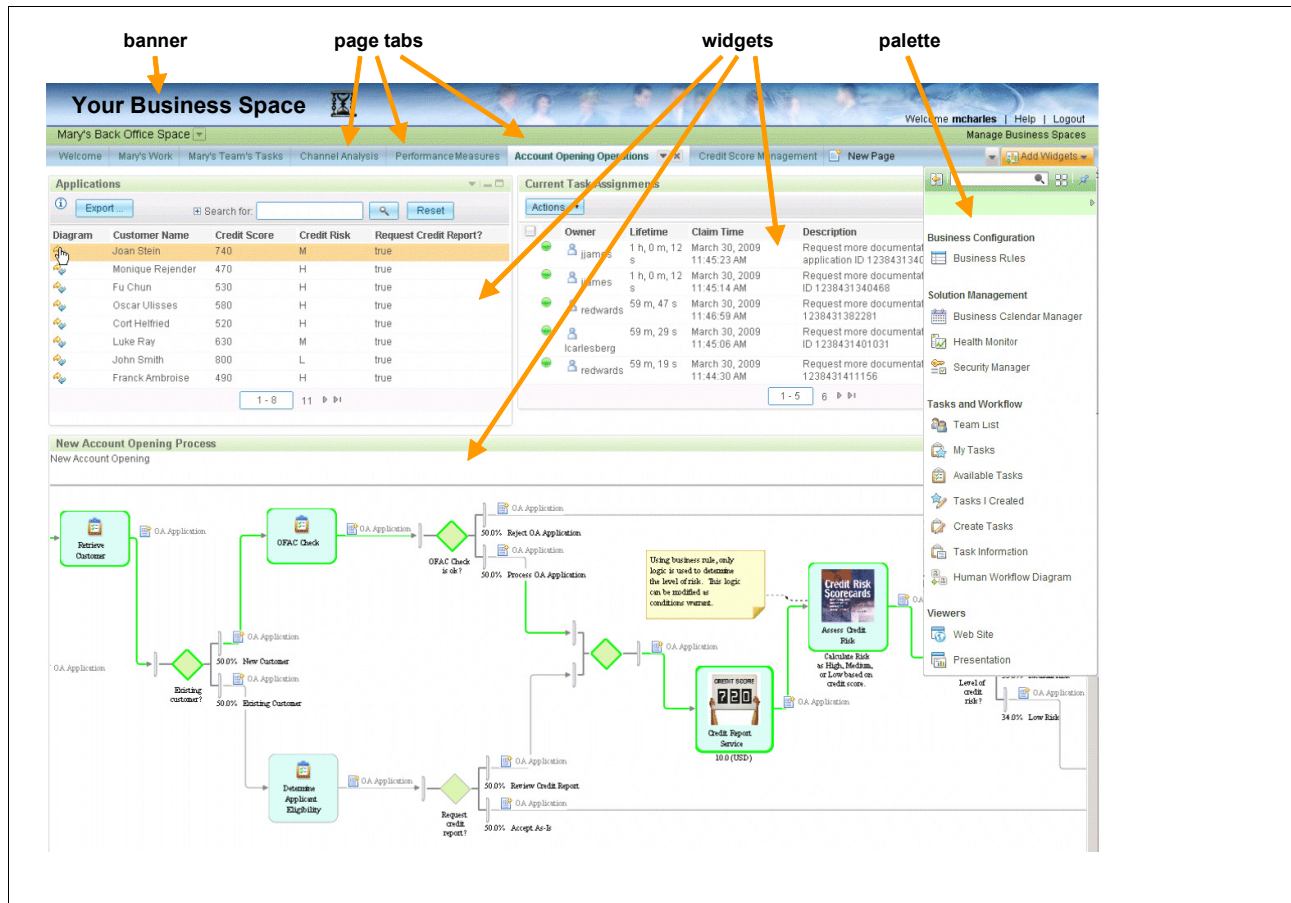 banner page tabs widgets palette
Your Business Space
Welcome mcharles | Help | Logout
Mary's Back Office Space
Manage Business Spaces
Welcome Mary's Work Mary's Team's Tasks Channel Analysis Performance Measures Account Opening Operations Credit Score Management New Page Add Widgets
Applications
Export ... Search for: Reset
Diagram Customer Name Credit Score Credit Risk Request Credit Report?
Joan Stein 740 M true
Monique Rejender 470 H true
Fu Chun 530 H true
Oscar Ulisses 580 H true
Cort Helfried 520 H true
Luke Ray 630 M true
John Smith 800 L true
Franck Ambroise 490 H true
1 - 8 11
Current Task Assignments
Actions
Owner Lifetime Claim Time Description
jjames 1 h, 0 m, 12 s March 30, 2009 11:45:23 AM Request more documentat
application ID 123843134
jjames 1 h, 0 m, 12 s March 30, 2009 11:45:14 AM Request more documentat
ID 1238431340468
redwards 59 m, 47 s March 30, 2009 11:46:59 AM Request more documentat
1238431382281
lcarlesberg 59 m, 29 s March 30, 2009 11:45:06 AM Request more documentat
ID 1238431401031
redwards 59 m, 19 s March 30, 2009 11:44:30 AM Request more documentat
1238431411156
1 - 5 6
Business Configuration
Business Rules
Solution Management
Business Calendar Manager
Health Monitor
Security Manager
Tasks and Workflow
Team List
My Tasks
Available Tasks
Tasks I Created
Create Tasks
Task Information
Human Workflow Diagram
Viewers
Web Site
Presentation
New Account Opening Process
New Account Opening
Retrieve
Customer
OA Application
OA Application
Existing
customer?
OA Application
50.0% New Customer
OA Application
50.0% Existing Customer
OFAC Check
OA Application
OFAC Check
is ok?
OA Application
50.0% Reject OA Application
OA Application
50.0% Process OA Application
Determine
Applicant
Eligibility
OA Application
Request
credit
report?
OA Application
50.0% Review Credit Report
OA Application
50.0% Accept As-Is
Using business rule, only
logic is used to determine
the level of risk. This logic
can be modified as
conditions warrant.
OA Application
CREDIT SCORE
720
Credit Report
Service
10.0 (USD)
OA Application
Credit Risk
Scorecards
Assess Credit
Risk
Calculate Risk
as High, Medium,
or Low based on
credit score.
OA
Level of
credit
risk?
OA Application
34.0% Low Risk